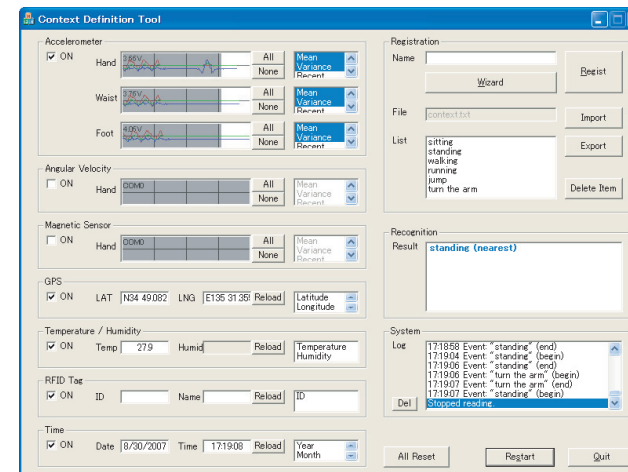 Context Definition Tool
Accelerometer
ON
Hand
3.55V
All
None
Mean
Variance
Recent
Waist
3.75V
All
None
Mean
Variance
Recent
Foot
4.05V
All
None
Mean
Variance
Recent
Angular Velocity
ON
Hand
COM0
All
None
Mean
Variance
Recent
Magnetic Sensor
ON
Hand
COM0
All
None
Mean
Variance
Recent
GPS
ON
LAT
N34 49.082
LNG
E135 31.35
Reload
Latitude
Longitude
Temperature / Humidity
ON
Temp
27.9
Humid
Reload
Temperature
Humidity
RFID Tag
ON
ID
Name
Reload
ID
Time
ON
Date
8/30/2007
Time
17:19:08
Reload
Year
Month
Registration
Name
Wizard
Regist
File
context.txt
Import
List
sitting
standing
walking
running
jump
turn the arm
Export
Delete Item
Recognition
Result
standing (nearest)
System
Log
17:18:58 Event: "standing" (end)
17:19:04 Event: "standing" (begin)
17:19:06 Event: "standing" (end)
17:19:06 Event: "turn the arm" (begin)
17:19:07 Event: "turn the arm" (end)
17:19:07 Event: "standing" (begin)
Stopped reading.
Del
All Reset
Restart
Quit